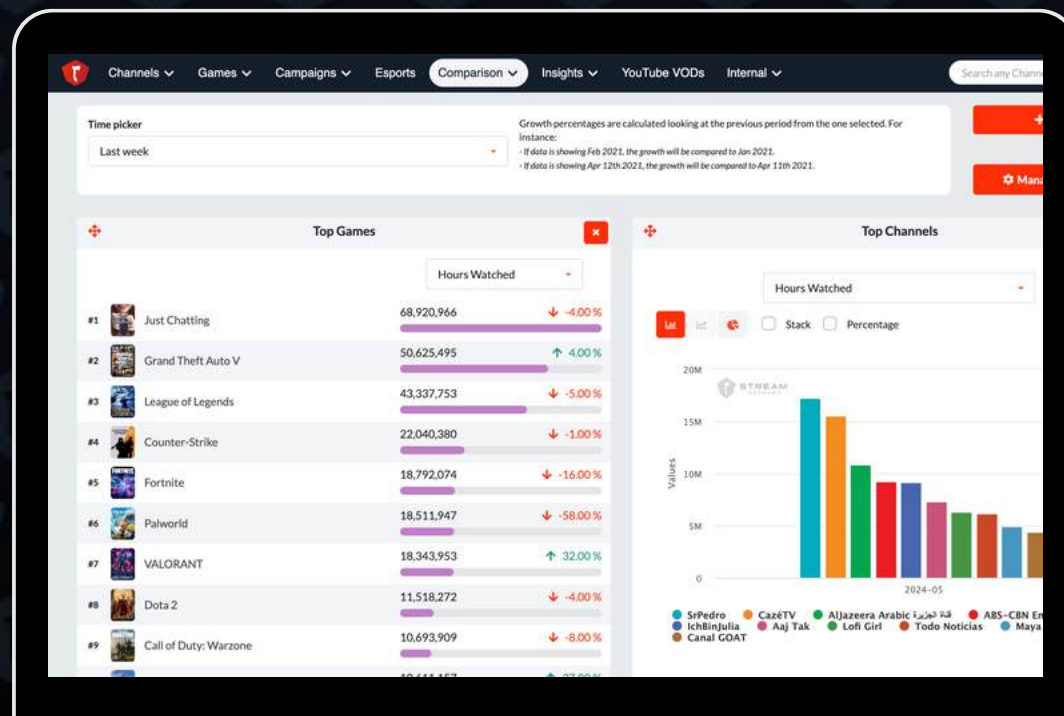 Channels Games Campaigns Esports Comparison Insights YouTube VODs Internal Search any Chann
Time picker
Last week
Growth percentages are calculated looking at the previous period from the one selected. For
instance:
- If data is showing Feb 2021, the growth will be compared to Jan 2021.
- If data is showing Apr 12th 2021, the growth will be compared to Apr 11th 2021.
+
Mana
Top Games
Hours Watched
#1 Just Chatting 68,920,966 -4.00 %
#2 Grand Theft Auto V 50,625,495 4.00 %
#3 League of Legends 43,337,753 -5.00 %
#4 Counter-Strike 22,040,380 -1.00 %
#5 Fortnite 18,792,074 -16.00 %
#6 Palworld 18,511,947 -58.00 %
#7 VALORANT 18,343,953 32.00 %
#8 Dota 2 11,518,272 -4.00 %
#9 Call of Duty: Warzone 10,693,909 -8.00 %
Top Channels
Hours Watched
Stack Percentage
STREAM
20M
15M
10M
5M
0
Values
2024-05
SrPedro CazéTV AlJazeera Arabic قناة الجزيرة ABS-CBN En
IchBinJulia Aaj Tak Lofi Girl Todo Noticias Maya
Canal GOAT